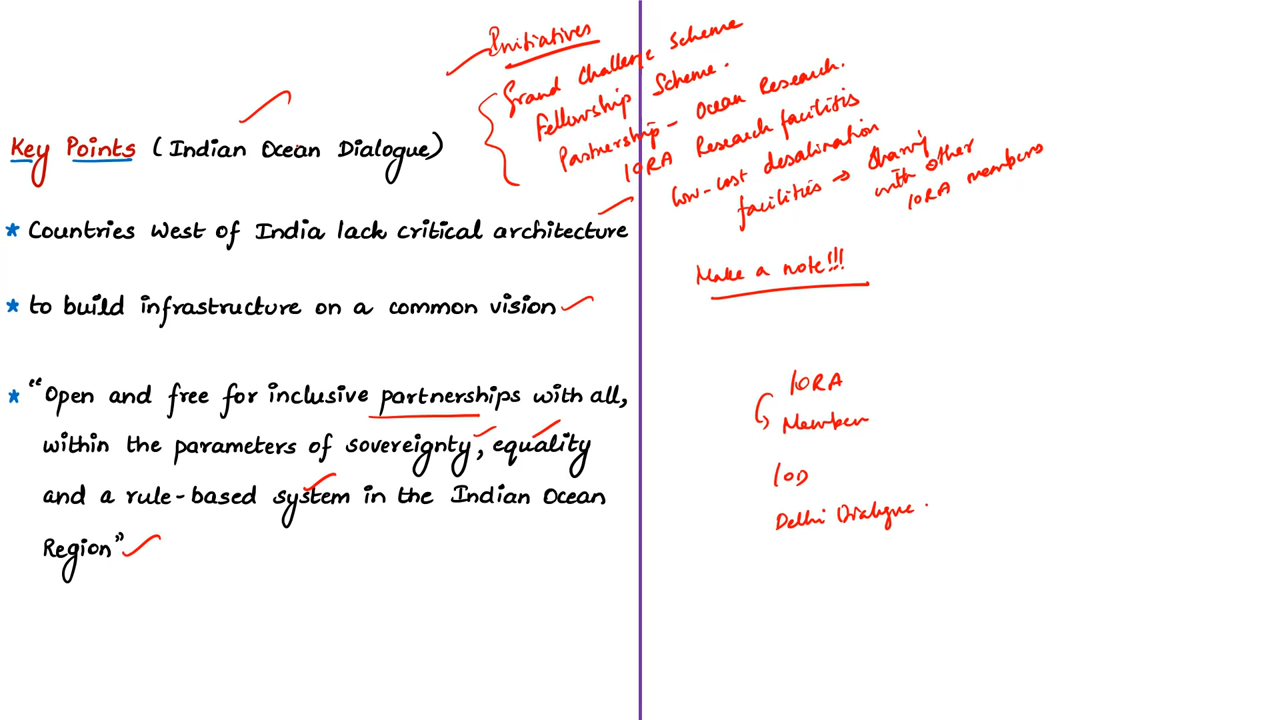 Initiatives
Grand Challenge Scheme
Fellowship Scheme.
Partnership - Ocean Research.
IORA Research facilitis
low-cost desalination
facilities → Sharing
with other
IORA members
Key Points (Indian Ocean Dialogue)
* Countries West of India lack critical architecture
* to build infrastructure on a common vision
* "Open and free for inclusive partnerships with all,
within the parameters of sovereignty, equality
and a rule-based system in the Indian Ocean
Region"
Make a note!!!
IORA
Member
IOD
Delhi Dialogue.